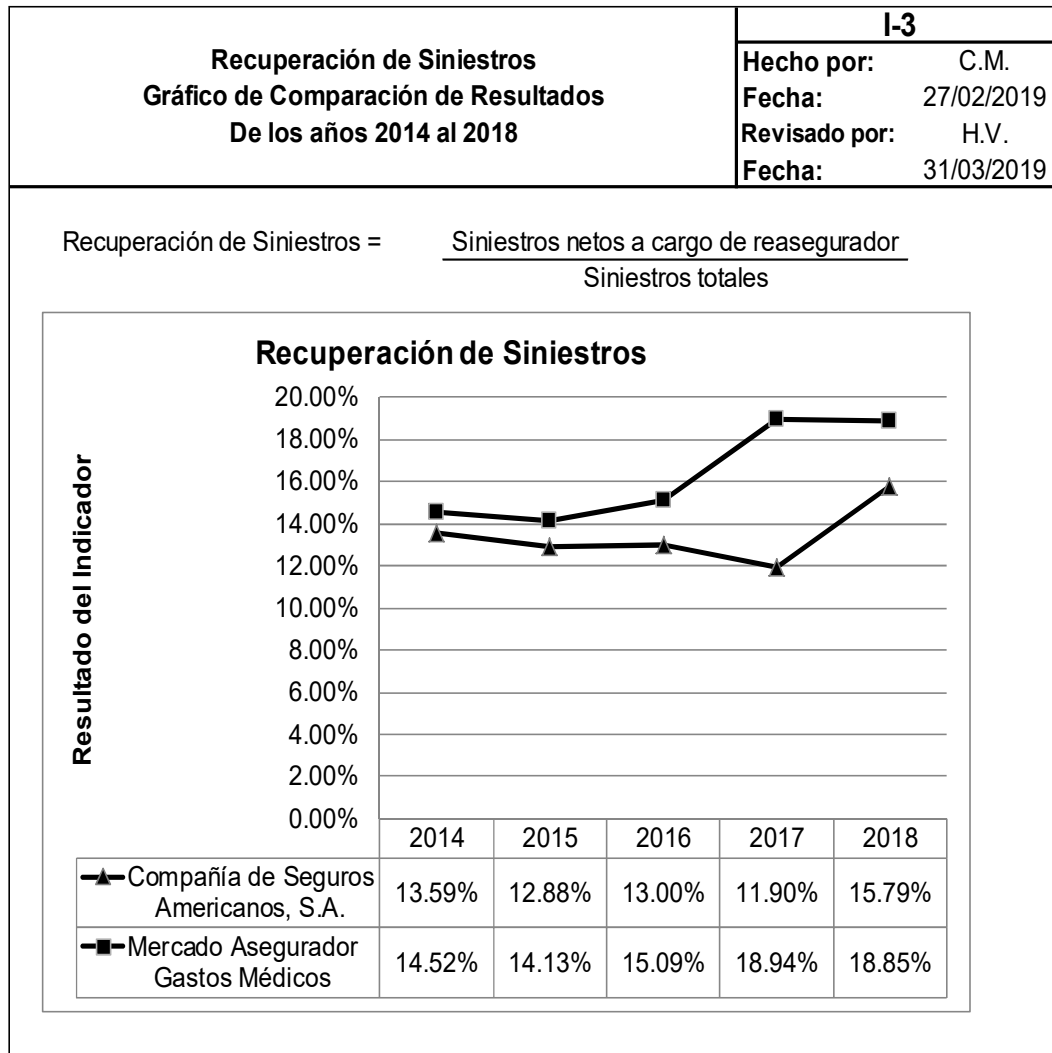 I-3
Recuperación de Siniestros
Gráfico de Comparación de Resultados
De los años 2014 al 2018
Hecho por: C.M.
Fecha: 27/02/2019
Revisado por: H.V.
Fecha: 31/03/2019
Recuperación de Siniestros =
Siniestros netos a cargo de reasegurador
Siniestros totales
Recuperación de Siniestros
Resultado del Indicador
20.00%
18.00%
16.00%
14.00%
12.00%
10.00%
8.00%
6.00%
4.00%
2.00%
0.00%
2014 2015 2016 2017 2018
Compañía de Seguros
Americanos, S.A.
13.59% 12.88% 13.00% 11.90% 15.79%
Mercado Asegurador
Gastos Médicos
14.52% 14.13% 15.09% 18.94% 18.85%